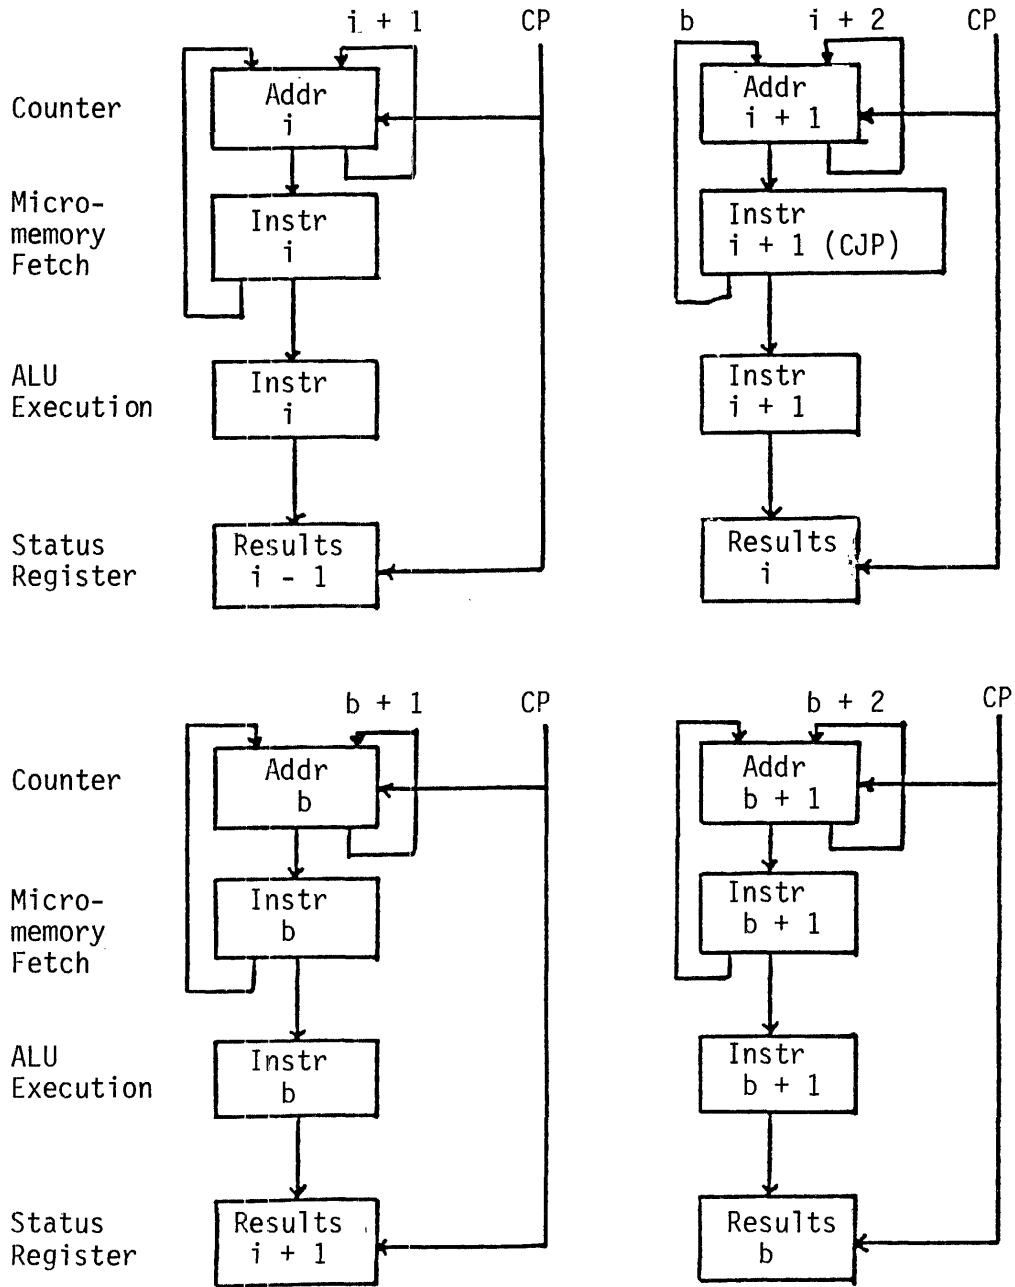 i + 1
CP
b
i + 2
CP
Counter
Addr
i
Addr
i + 1
Micro-
memory
Fetch
Instr
i
Instr
i + 1 (CJP)
ALU
Execution
Instr
i
Instr
i + 1
Status
Register
Results
i - 1
Results
i
b + 1
CP
b + 2
CP
Counter
Addr
b
Addr
b + 1
Micro-
memory
Fetch
Instr
b
Instr
b + 1
ALU
Execution
Instr
b
Instr
b + 1
Status
Register
Results
i + 1
Results
b